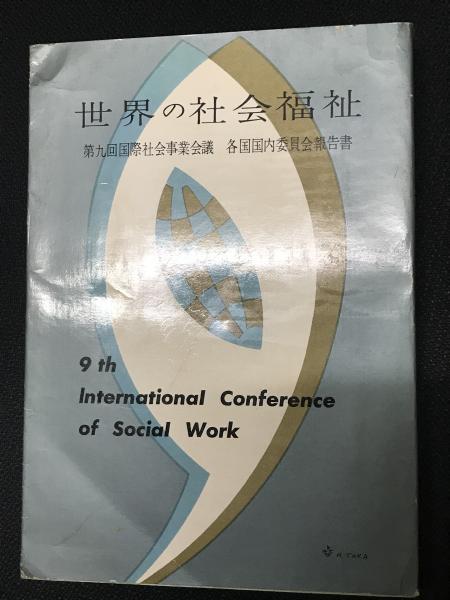 世界の社会福祉
第九回国際社会事業会議 各国国内委員会報告書
9 th
International Conference
of Social Work